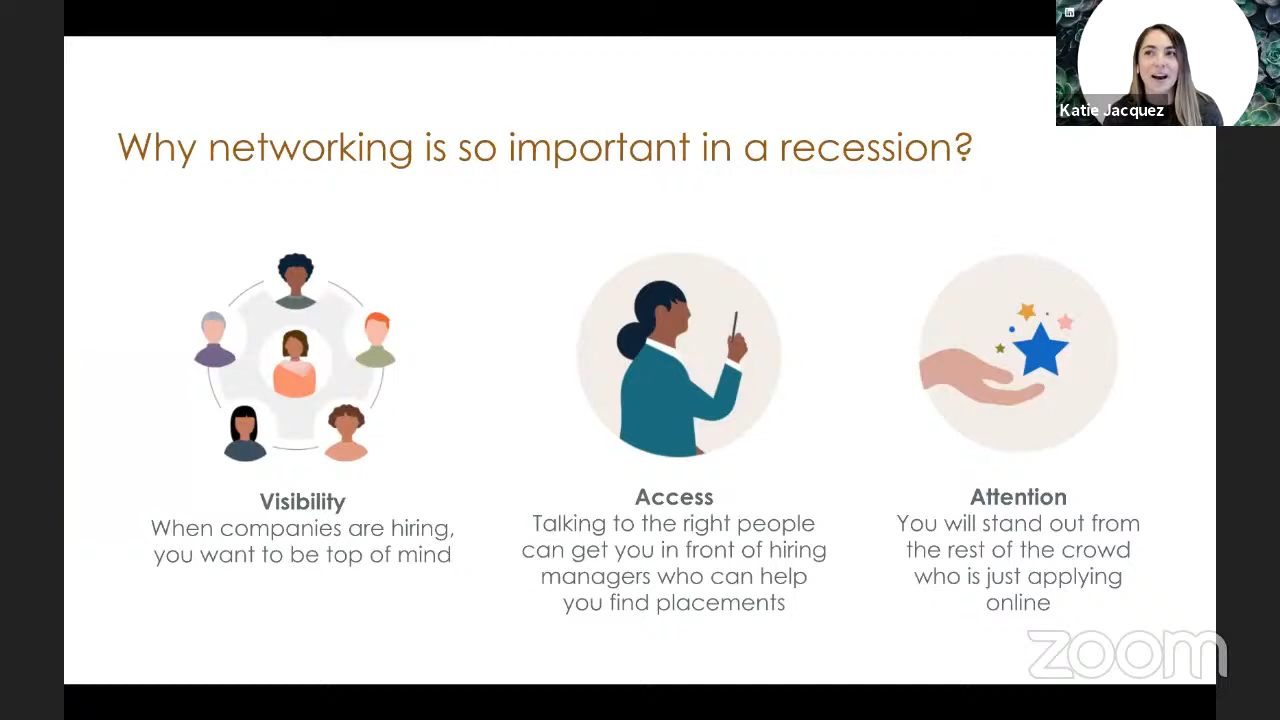 in
Katie Jacquez
Why networking is so important in a recession?
Visibility
When companies are hiring,
you want to be top of mind
Access
Talking to the right people
can get you in front of hiring
managers who can help
you find placements
Attention
You will stand out from
the rest of the crowd
who is just applying
online
zoom